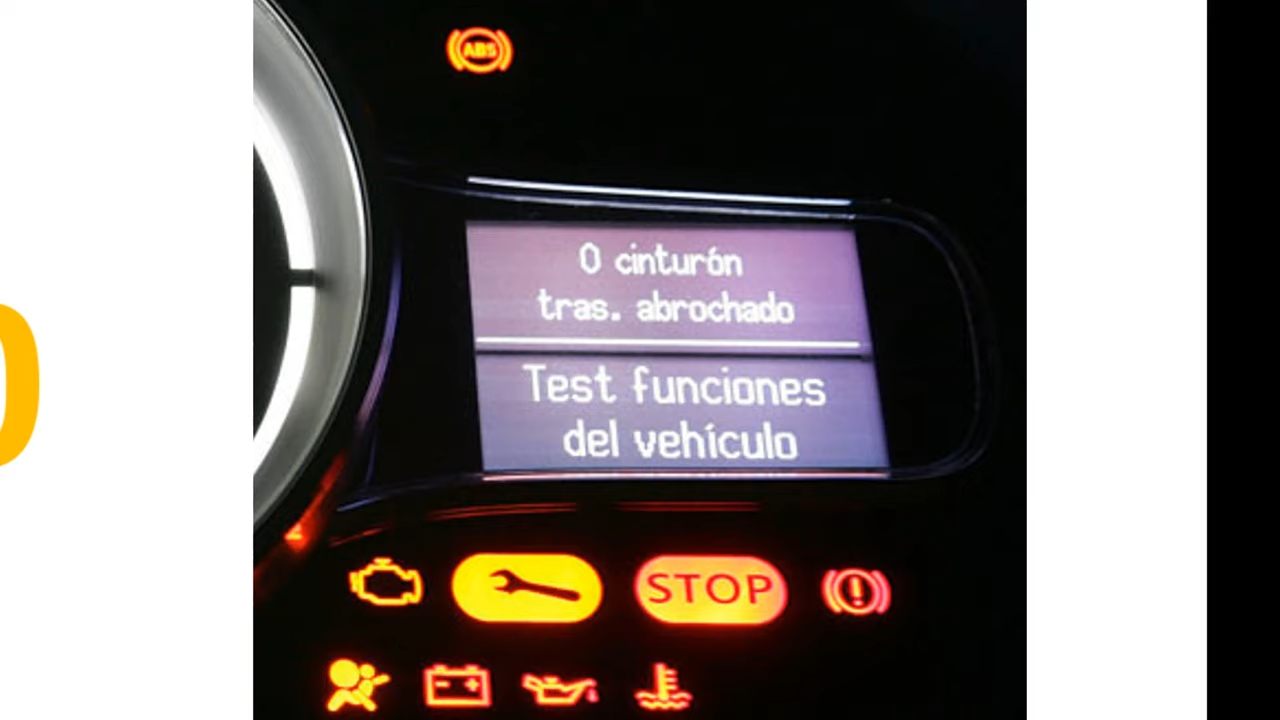 ABS
0 cinturón
tras. abrochado
Test funciones
del vehículo
STOP